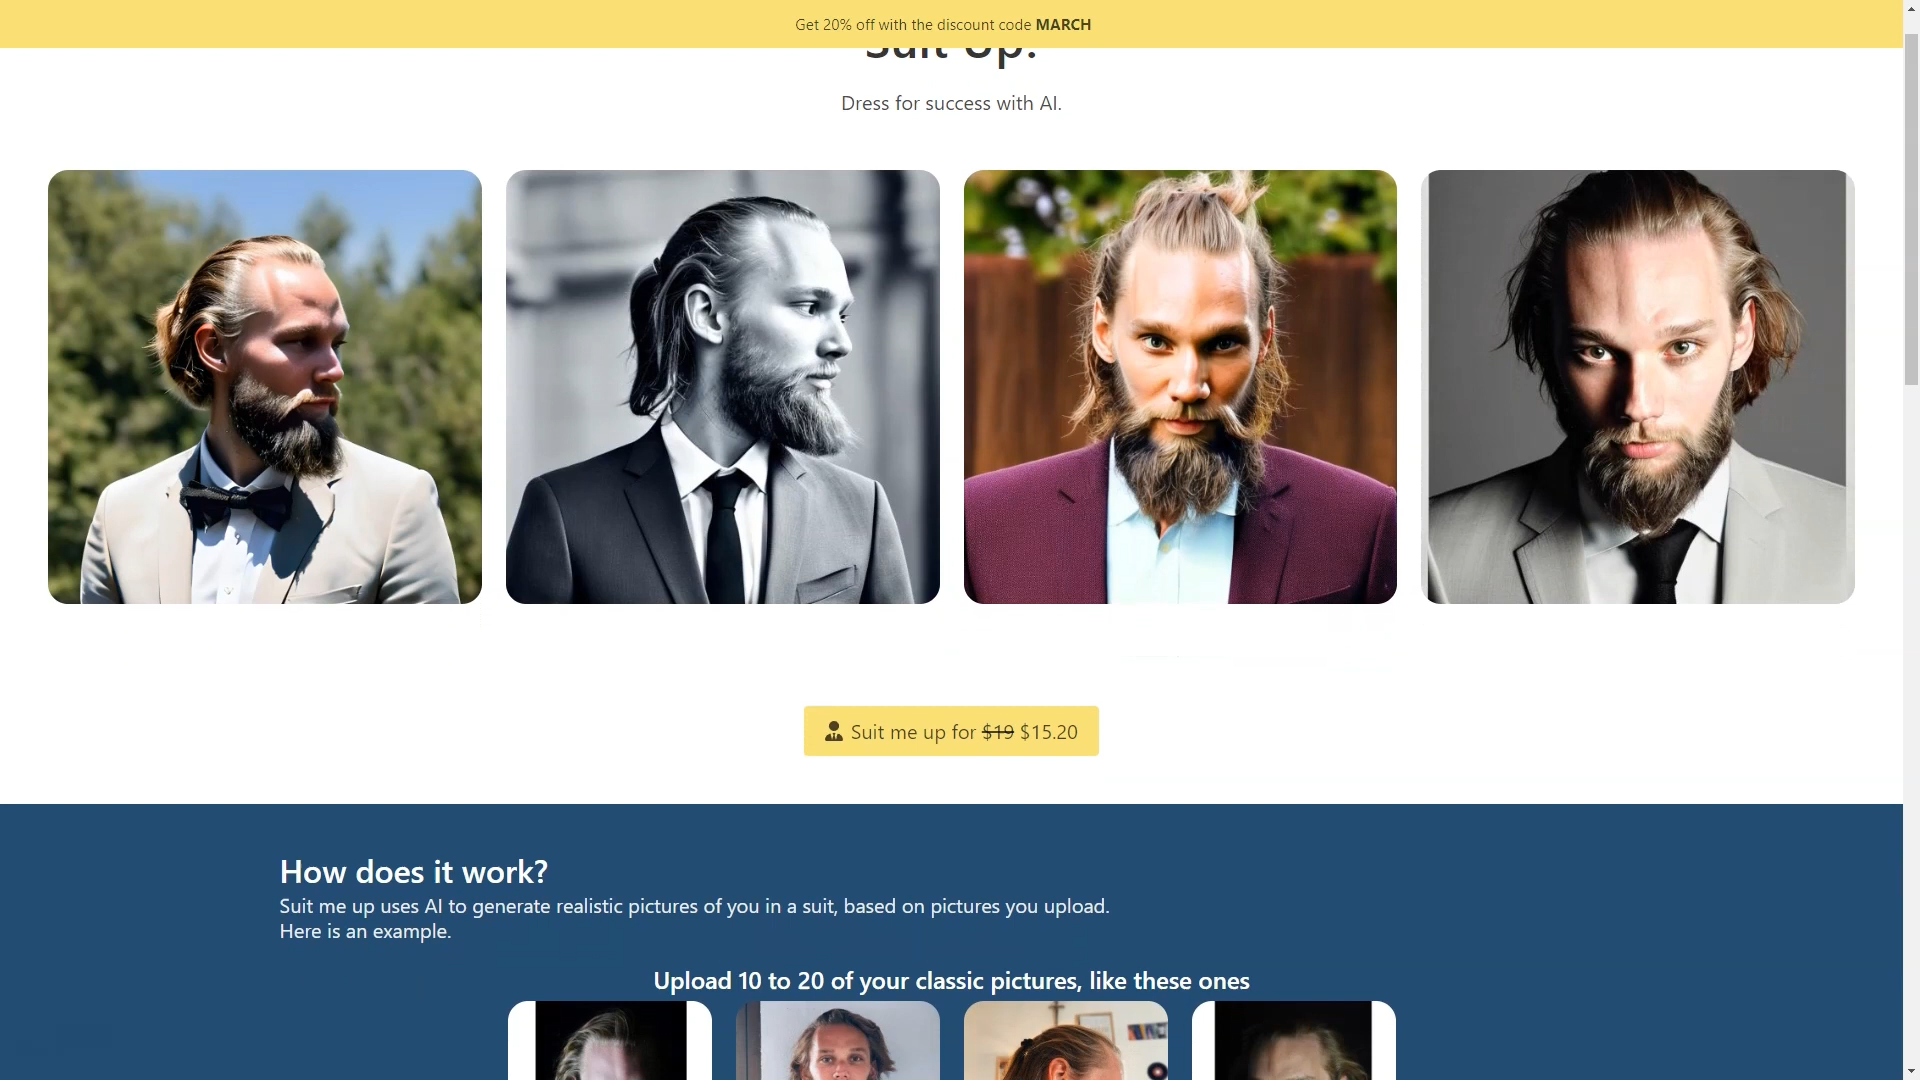 Get 20% off with the discount code MARCH
Suit Up!
Dress for success with AI.
Suit me up for $19 $15.20
How does it work?
Suit me up uses AI to generate realistic pictures of you in a suit, based on pictures you upload.
Here is an example.
Upload 10 to 20 of your classic pictures, like these ones